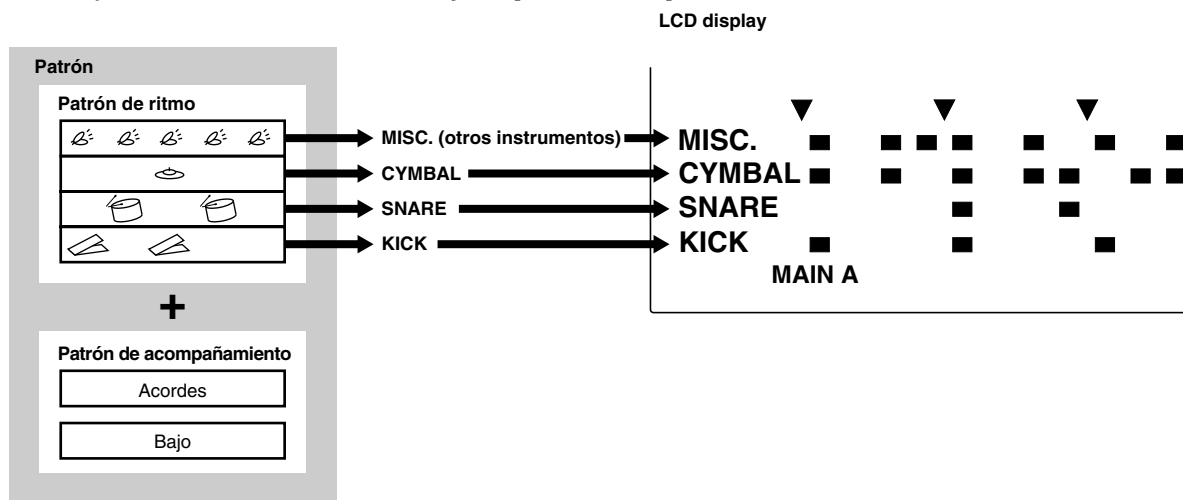 LCD display
Patrón
Patrón de ritmo
MISC. (otros instrumentos)
MISC.
CYMBAL
CYMBAL
SNARE
SNARE
KICK
KICK
MAIN A
+
Patrón de acompañamiento
Acordes
Bajo